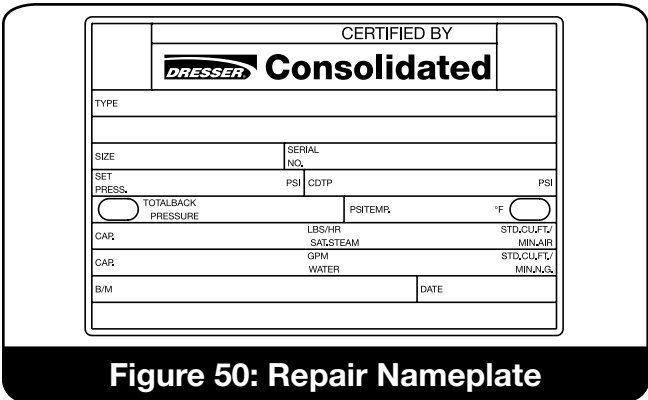 CERTIFIED BY
DRESSER® Consolidated
TYPE
SIZE SERIAL NO.
SET PRESS. PSI CDTP PSI
TOTALBACK PRESSURE PSITEMP. °F
CAP. LBS/HR SAT.STEAM STD.CU.FT./ MIN.AIR
CAP. GPM WATER STD.CU.FT./ MIN.N.G.
B/M DATE
Figure 50: Repair Nameplate